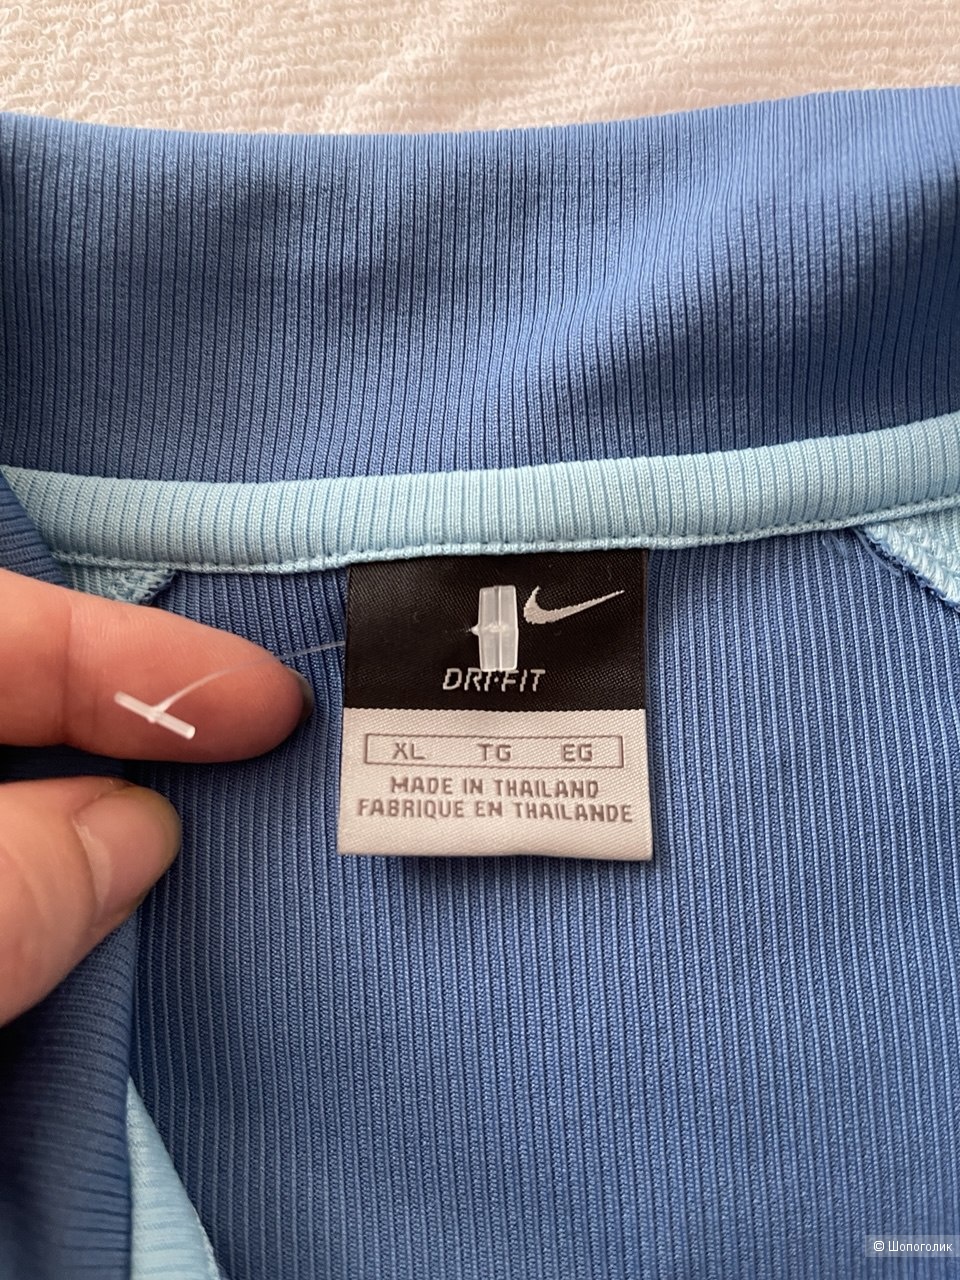 DRI-FIT
XL TG EG
MADE IN THAILAND
FABRIQUE EN THAILANDE
© Шопоголик